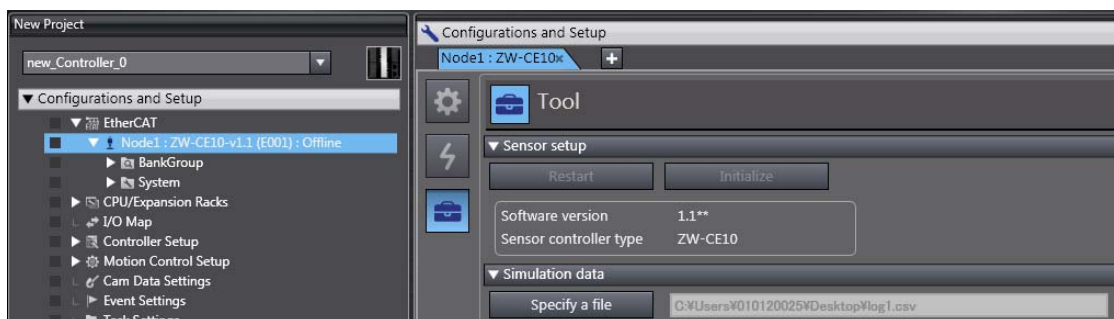 New Project
new_Controller_0
Configurations and Setup
EtherCAT
Node1 : ZW-CE10-v1.1 (E001) : Offline
BankGroup
System
CPU/Expansion Racks
I/O Map
Controller Setup
Motion Control Setup
Cam Data Settings
Event Settings
Task Settings
Configurations and Setup
Node1 : ZW-CE10
Tool
Sensor setup
Restart
Initialize
Software version 1.1**
Sensor controller type ZW-CE10
Simulation data
Specify a file
C:¥Users¥010120025¥Desktop¥log1.csv